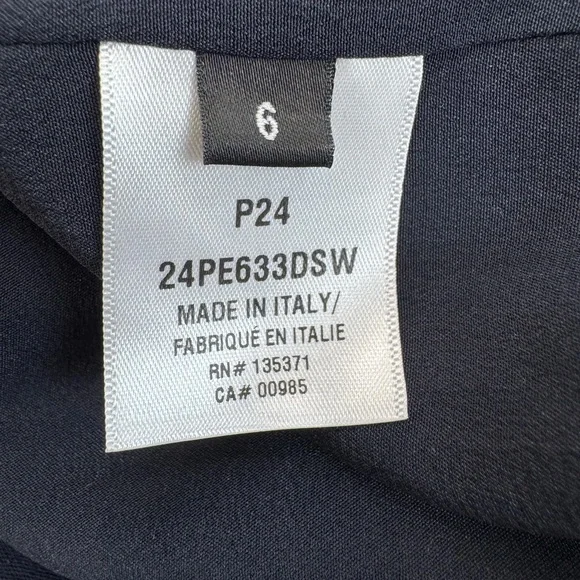 6
P24
24PE633DSW
MADE IN ITALY/
FABRIQUÉ EN ITALIE
RN# 135371
CA# 00985